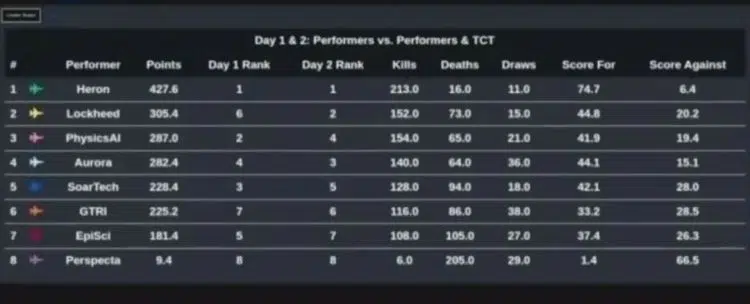 Day 1 & 2: Performers vs. Performers & TCT
# Performer Points Day 1 Rank Day 2 Rank Kills Deaths Draws Score For Score Against
1 Heron 427.6 1 1 213.0 16.0 11.0 74.7 6.4
2 Lockheed 305.4 6 2 152.0 73.0 15.0 44.8 20.2
3 PhysicsAI 287.0 2 4 154.0 65.0 21.0 41.9 19.4
4 Aurora 282.4 4 3 140.0 64.0 36.0 44.1 15.1
5 SoarTech 228.4 3 5 128.0 94.0 18.0 42.1 28.0
6 GTRI 225.2 7 6 116.0 86.0 38.0 33.2 28.5
7 EpiSci 181.4 5 7 108.0 105.0 27.0 37.4 26.3
8 Perspecta 9.4 8 8 6.0 205.0 29.0 1.4 66.5